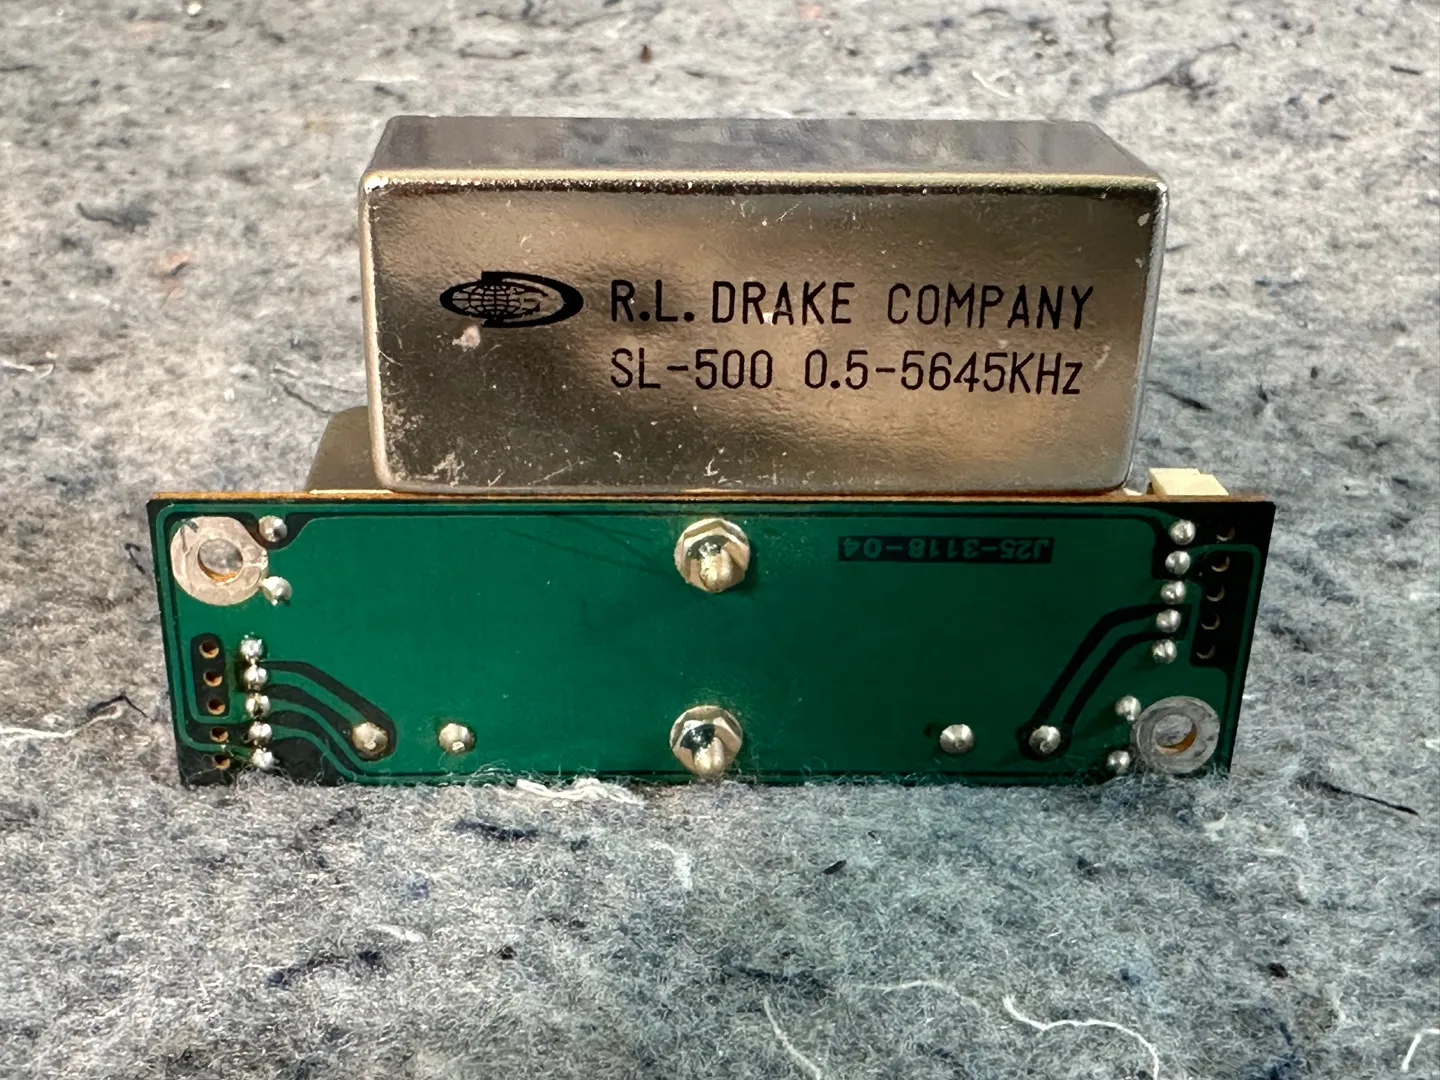 R.L. DRAKE COMPANY
SL-500 0.5-5645KHz
J25-3118-04